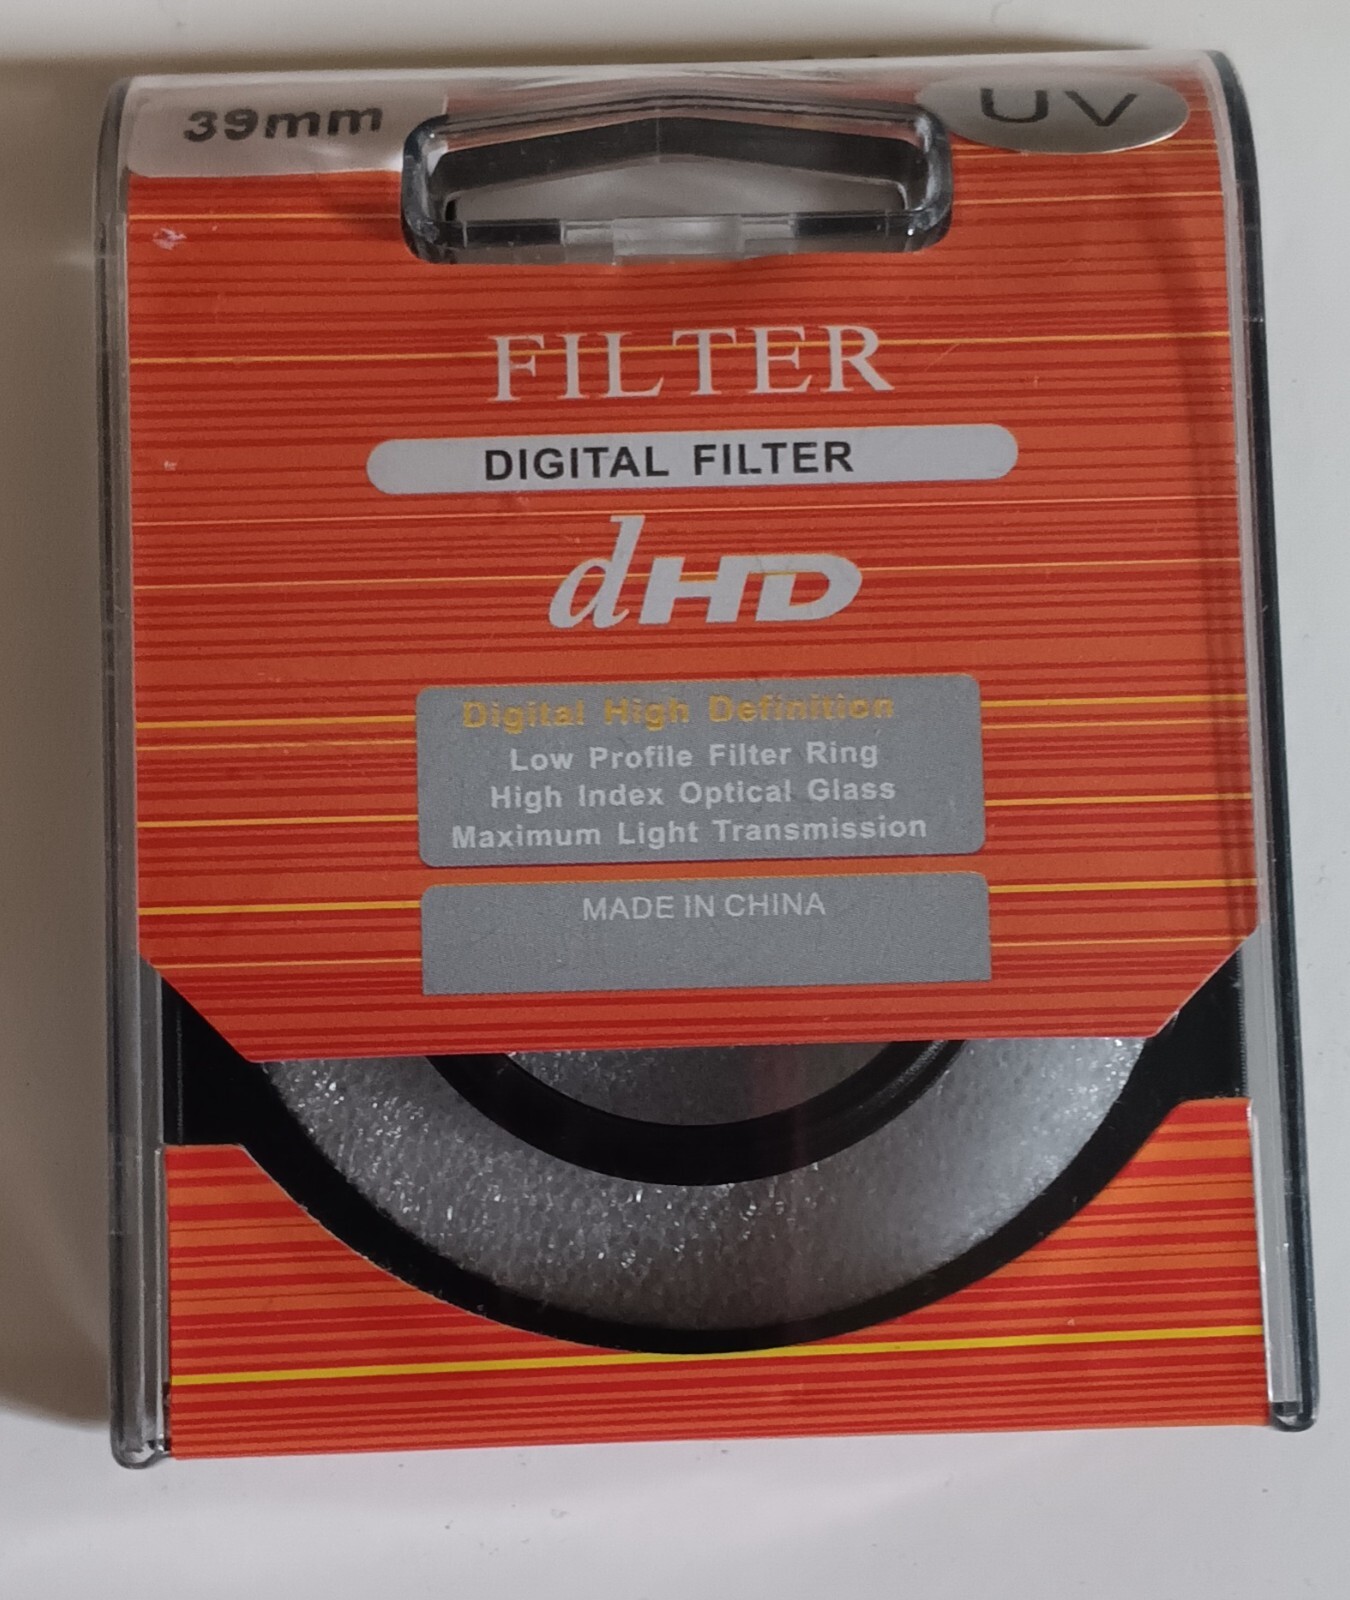 39mm
UV
FILTER
DIGITAL FILTER
dHD
Digital High Definition
Low Profile Filter Ring
High Index Optical Glass
Maximum Light Transmission
MADE IN CHINA